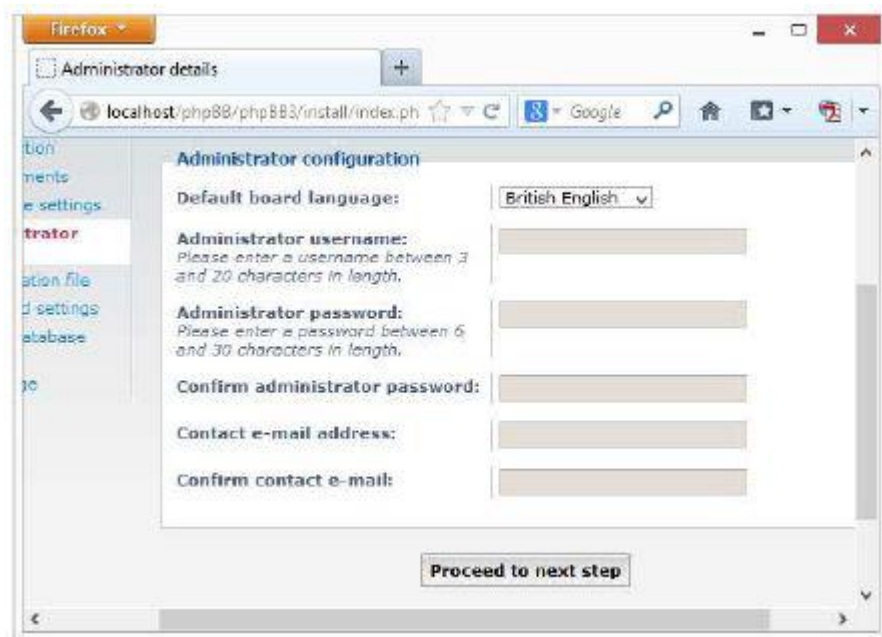 Firefox
Administrator details
+
localhost/phpBB/phpBB3/install/index.ph
Google
tion
ments
e settings
trator
ation file
d settings
atabase
ge
Administrator configuration
Default board language:
British English
Administrator username:
Please enter a username between 3
and 20 characters in length.
Administrator password:
Please enter a password between 6
and 30 characters in length.
Confirm administrator password:
Contact e-mail address:
Confirm contact e-mail:
Proceed to next step